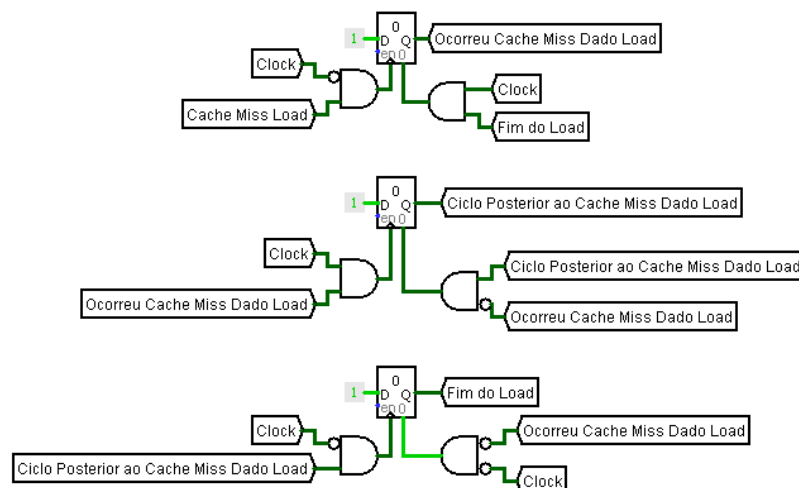 0
1 D Q Ocorreu Cache Miss Dado Load
en 0
Clock
Cache Miss Load
Clock
Fim do Load
0
1 D Q Ciclo Posterior ao Cache Miss Dado Load
en 0
Clock
Ocorreu Cache Miss Dado Load
Ciclo Posterior ao Cache Miss Dado Load
Ocorreu Cache Miss Dado Load
0
1 D Q Fim do Load
en 0
Clock
Ciclo Posterior ao Cache Miss Dado Load
Ocorreu Cache Miss Dado Load
Clock